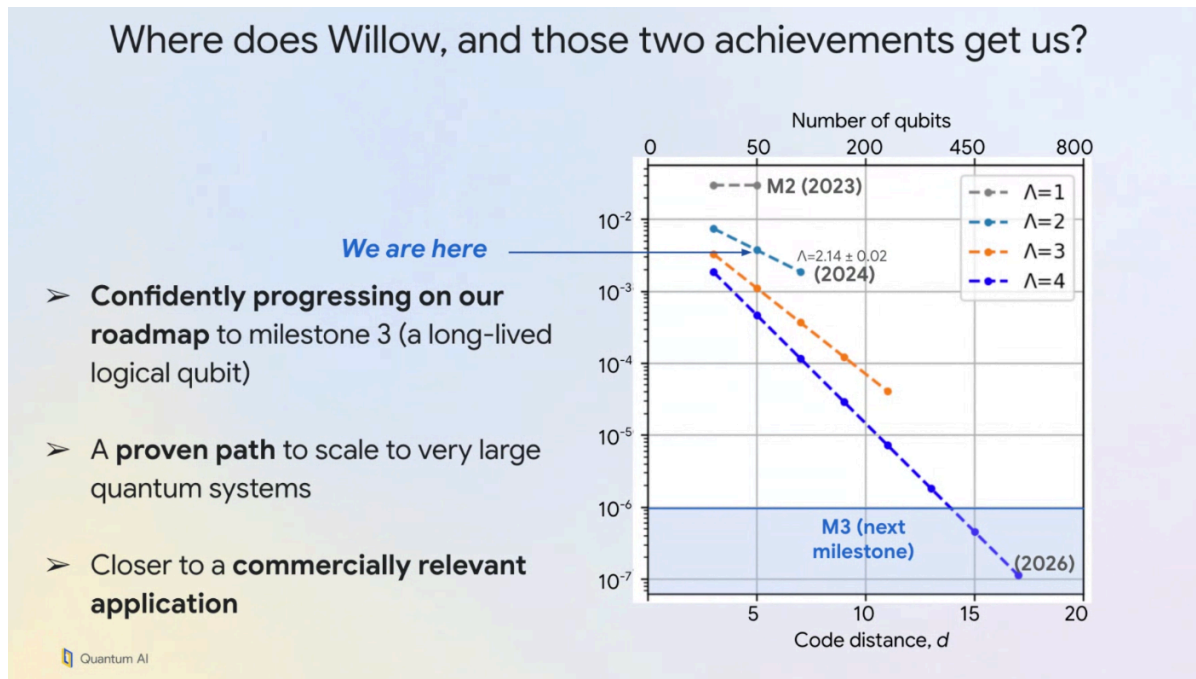 Where does Willow, and those two achievements get us?
We are here
➢ Confidently progressing on our
roadmap to milestone 3 (a long-lived
logical qubit)
➢ A proven path to scale to very large
quantum systems
➢ Closer to a commercially relevant
application
Quantum AI
Number of qubits
0 50 200 450 800
M2 (2023)
Λ=1
Λ=2
Λ=3
Λ=4
Λ=2.14 ± 0.02
(2024)
10⁻²
10⁻³
10⁻⁴
10⁻⁵
10⁻⁶
10⁻⁷
M3 (next
milestone)
(2026)
5 10 15 20
Code distance, d